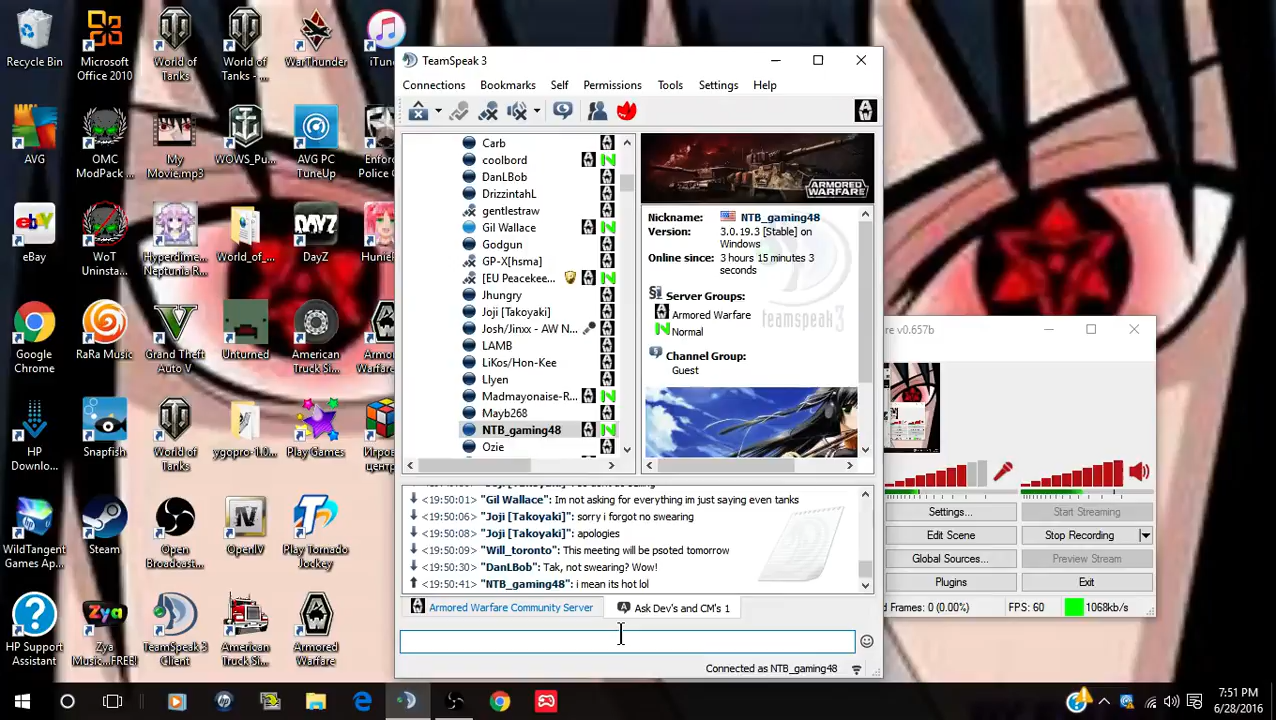 Recycle Bin
Microsoft
Office 2010
World of
Tanks
World of
Tanks - ...
WarThunder
AVG
OMC
ModPack ...
My
Movie.mp3
WOWS_Pu...
AVG PC
TuneUp
eBay
WoT
Uninsta...
Hyperdime...
Neptunia R...
World_of_...
DayZ
Google
Chrome
RaRa Music
Grand Theft
Auto V
Unturned
American
Truck Si...
HP
Downlo...
Snapfish
World of
Tanks
ygopro-1.0...
Play Games
WildTangent
Games Ap...
Steam
Open
Broadcast...
OpenIV
Play Tornado
Jockey
HP Support
Assistant
Zya
Music...FREE!
TeamSpeak 3
Client
American
Truck Si...
Armored
Warfare
TeamSpeak 3
Connections Bookmarks Self Permissions Tools Settings Help
Carb
coolbord
DanLBob
DrizzintahL
gentlestraw
Gil Wallace
Godgun
GP-X[hsma]
[EU Peacekee...
Jhungry
Joji [Takoyaki]
Josh/Jinxx - AW N...
LAMB
LiKos/Hon-Kee
Llyen
Madmayonaise-R...
Mayb268
NTB_gaming48
Ozie
ARMORED
WARFARE
Nickname: NTB_gaming48
Version: 3.0.19.3 [Stable] on
Windows
Online since: 3 hours 15 minutes 3
seconds
Server Groups:
Armored Warfare
Normal
Channel Group:
Guest
teamspeak3
<19:50:01> "Gil Wallace": Im not asking for everything im just saying even tanks
<19:50:06> "Joji [Takoyaki]": sorry i forgot no swearing
<19:50:08> "Joji [Takoyaki]": apologies
<19:50:09> "Will_toronto": This meeting will be psoted tomorrow
<19:50:30> "DanLBob": Tak, not swearing? Wow!
<19:50:41> "NTB_gaming48": i mean its hot lol
Armored Warfare Community Server
Ask Dev's and CM's 1
Connected as NTB_gaming48
re v0.657b
Settings... Start Streaming
Edit Scene Stop Recording
Global Sources... Preview Stream
Plugins Exit
d Frames: 0 (0.00%) FPS: 60 1068kb/s
7:51 PM
6/28/2016